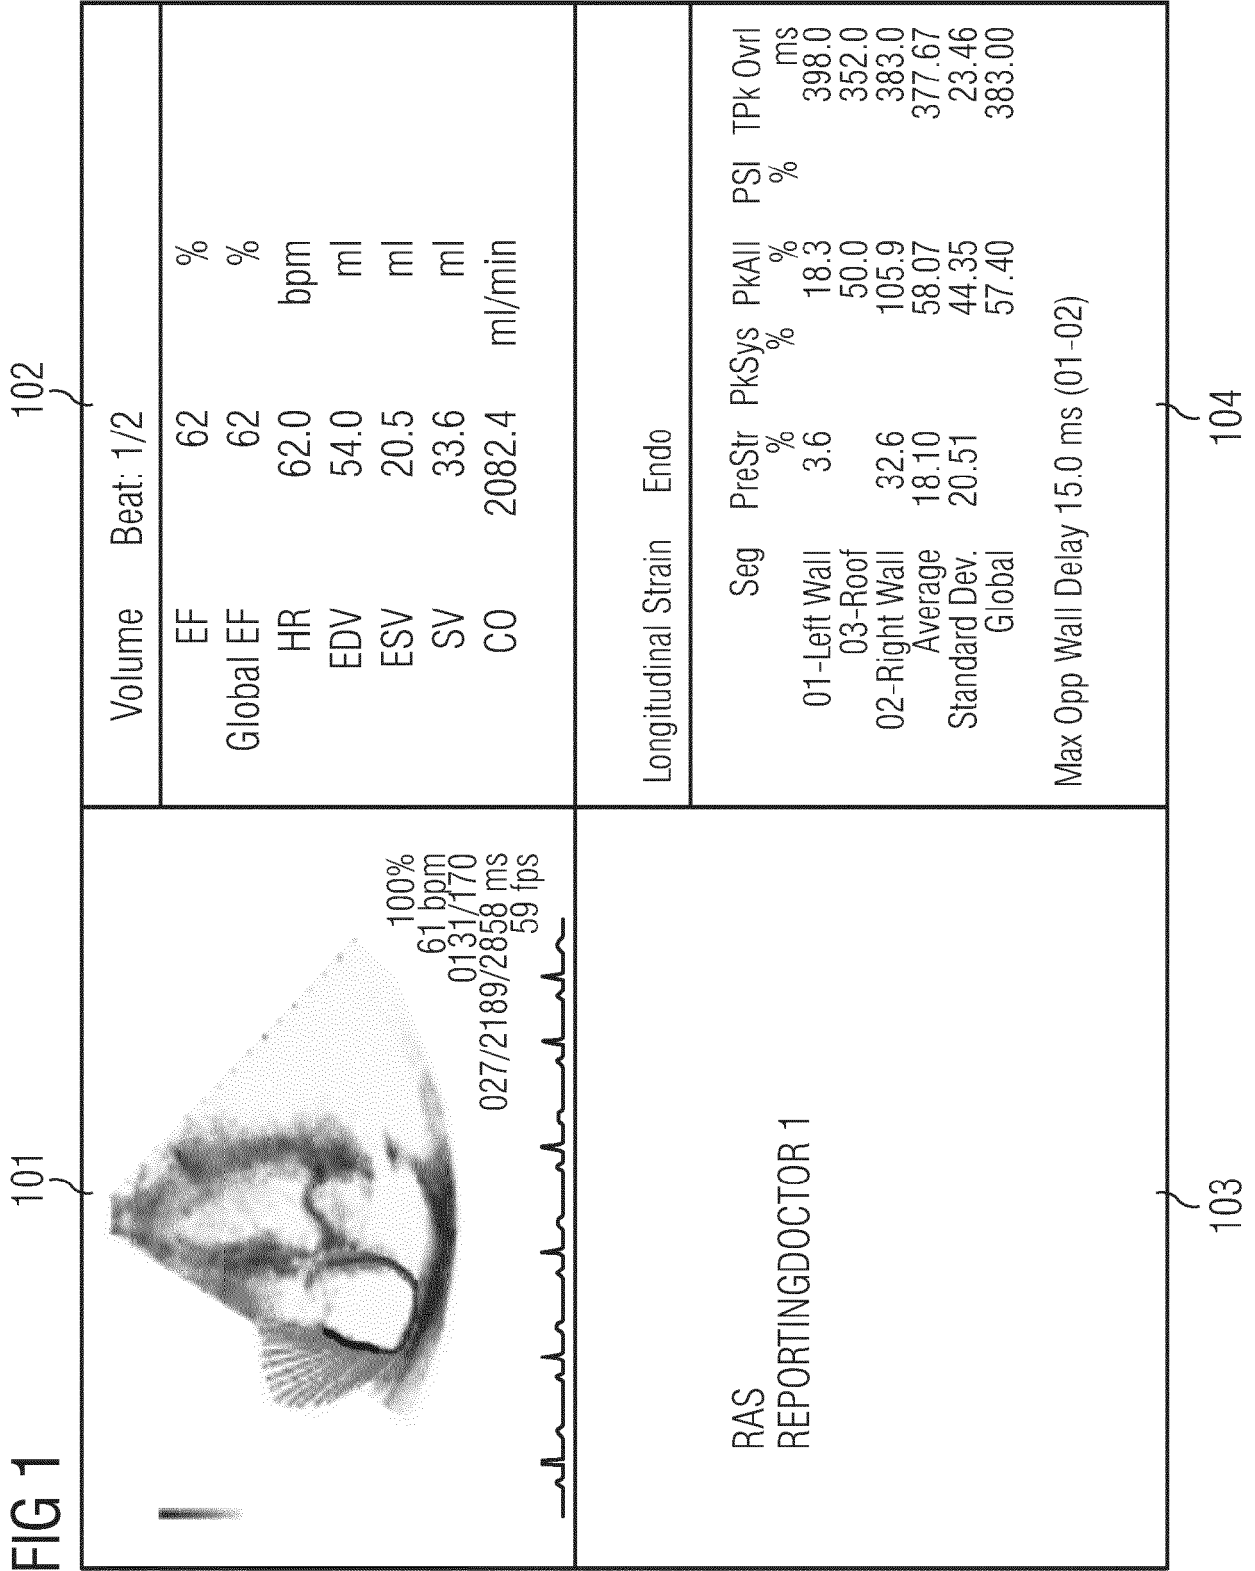 FIG 1
101
102
100%
61 bpm
0131/170
027/2189/2858 ms
59 fps
Volume Beat: 1/2
EF 62 %
Global EF 62 %
HR 62.0 bpm
EDV 54.0 ml
ESV 20.5 ml
SV 33.6 ml
CO 2082.4 ml/min
RAS
REPORTINGDOCTOR 1
Longitudinal Strain Endo
Seg PreStr PkSys PkAll PSI TPk Ovrl
% % % % ms
01-Left Wall 3.6 18.3 398.0
03-Roof 50.0 352.0
02-Right Wall 32.6 105.9 383.0
Average 18.10 58.07 377.67
Standard Dev. 20.51 44.35 23.46
Global 57.40 383.00
Max Opp Wall Delay 15.0 ms (01-02)
103
104